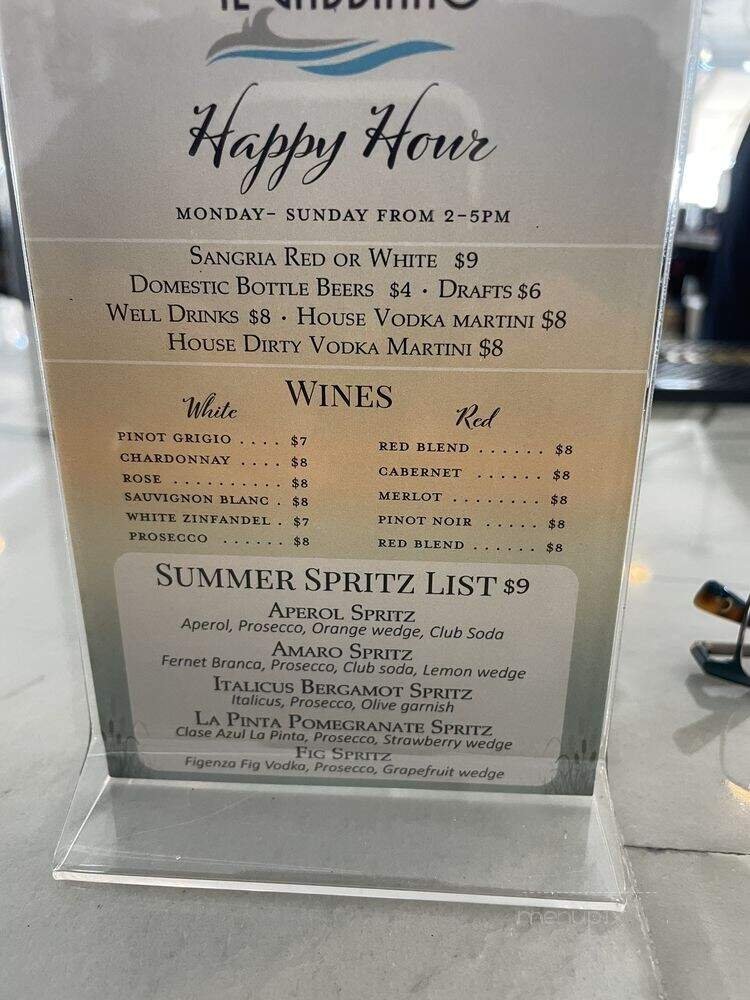 Happy Hour
MONDAY- SUNDAY FROM 2-5PM
SANGRIA RED OR WHITE $9
DOMESTIC BOTTLE BEERS $4 · DRAFTS $6
WELL DRINKS $8 · HOUSE VODKA MARTINI $8
HOUSE DIRTY VODKA MARTINI $8
WINES
White
PINOT GRIGIO .... $7
CHARDONNAY .... $8
ROSE .......... $8
SAUVIGNON BLANC . $8
WHITE ZINFANDEL . $7
PROSECCO ...... $8
Red
RED BLEND ...... $8
CABERNET ...... $8
MERLOT ........ $8
PINOT NOIR ..... $8
RED BLEND ...... $8
SUMMER SPRITZ LIST $9
APEROL SPRITZ
Aperol, Prosecco, Orange wedge, Club Soda
AMARO SPRITZ
Fernet Branca, Prosecco, Club soda, Lemon wedge
ITALICUS BERGAMOT SPRITZ
Italicus, Prosecco, Olive garnish
LA PINTA POMEGRANATE SPRITZ
Clase Azul La Pinta, Prosecco, Strawberry wedge
FIG SPRITZ
Figenza Fig Vodka, Prosecco, Grapefruit wedge